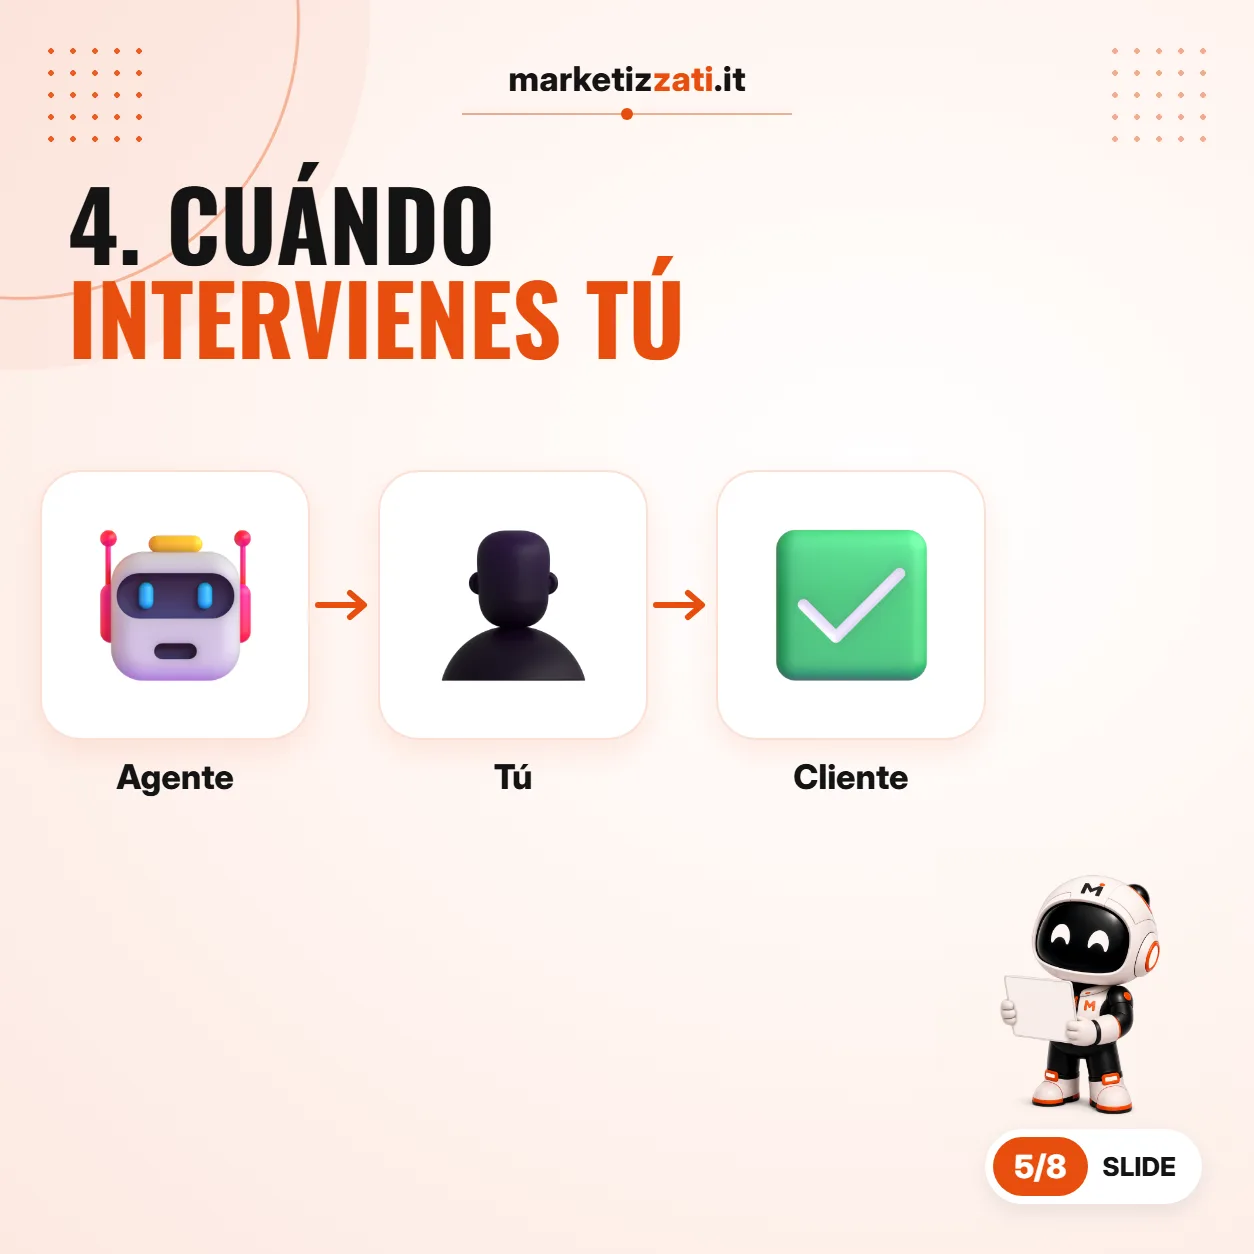 marketizzati.it
4. CUÁNDO
INTERVIENES TÚ
Agente
Tú
Cliente
M
M
5/8 SLIDE